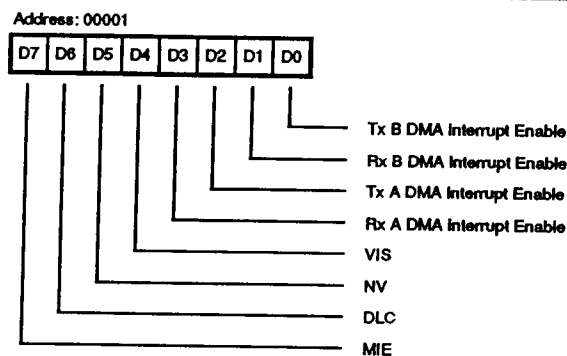 Address: 00001
D7 D6 D5 D4 D3 D2 D1 D0
Tx B DMA Interrupt Enable
Rx B DMA Interrupt Enable
Tx A DMA Interrupt Enable
Rx A DMA Interrupt Enable
VIS
NV
DLC
MIE